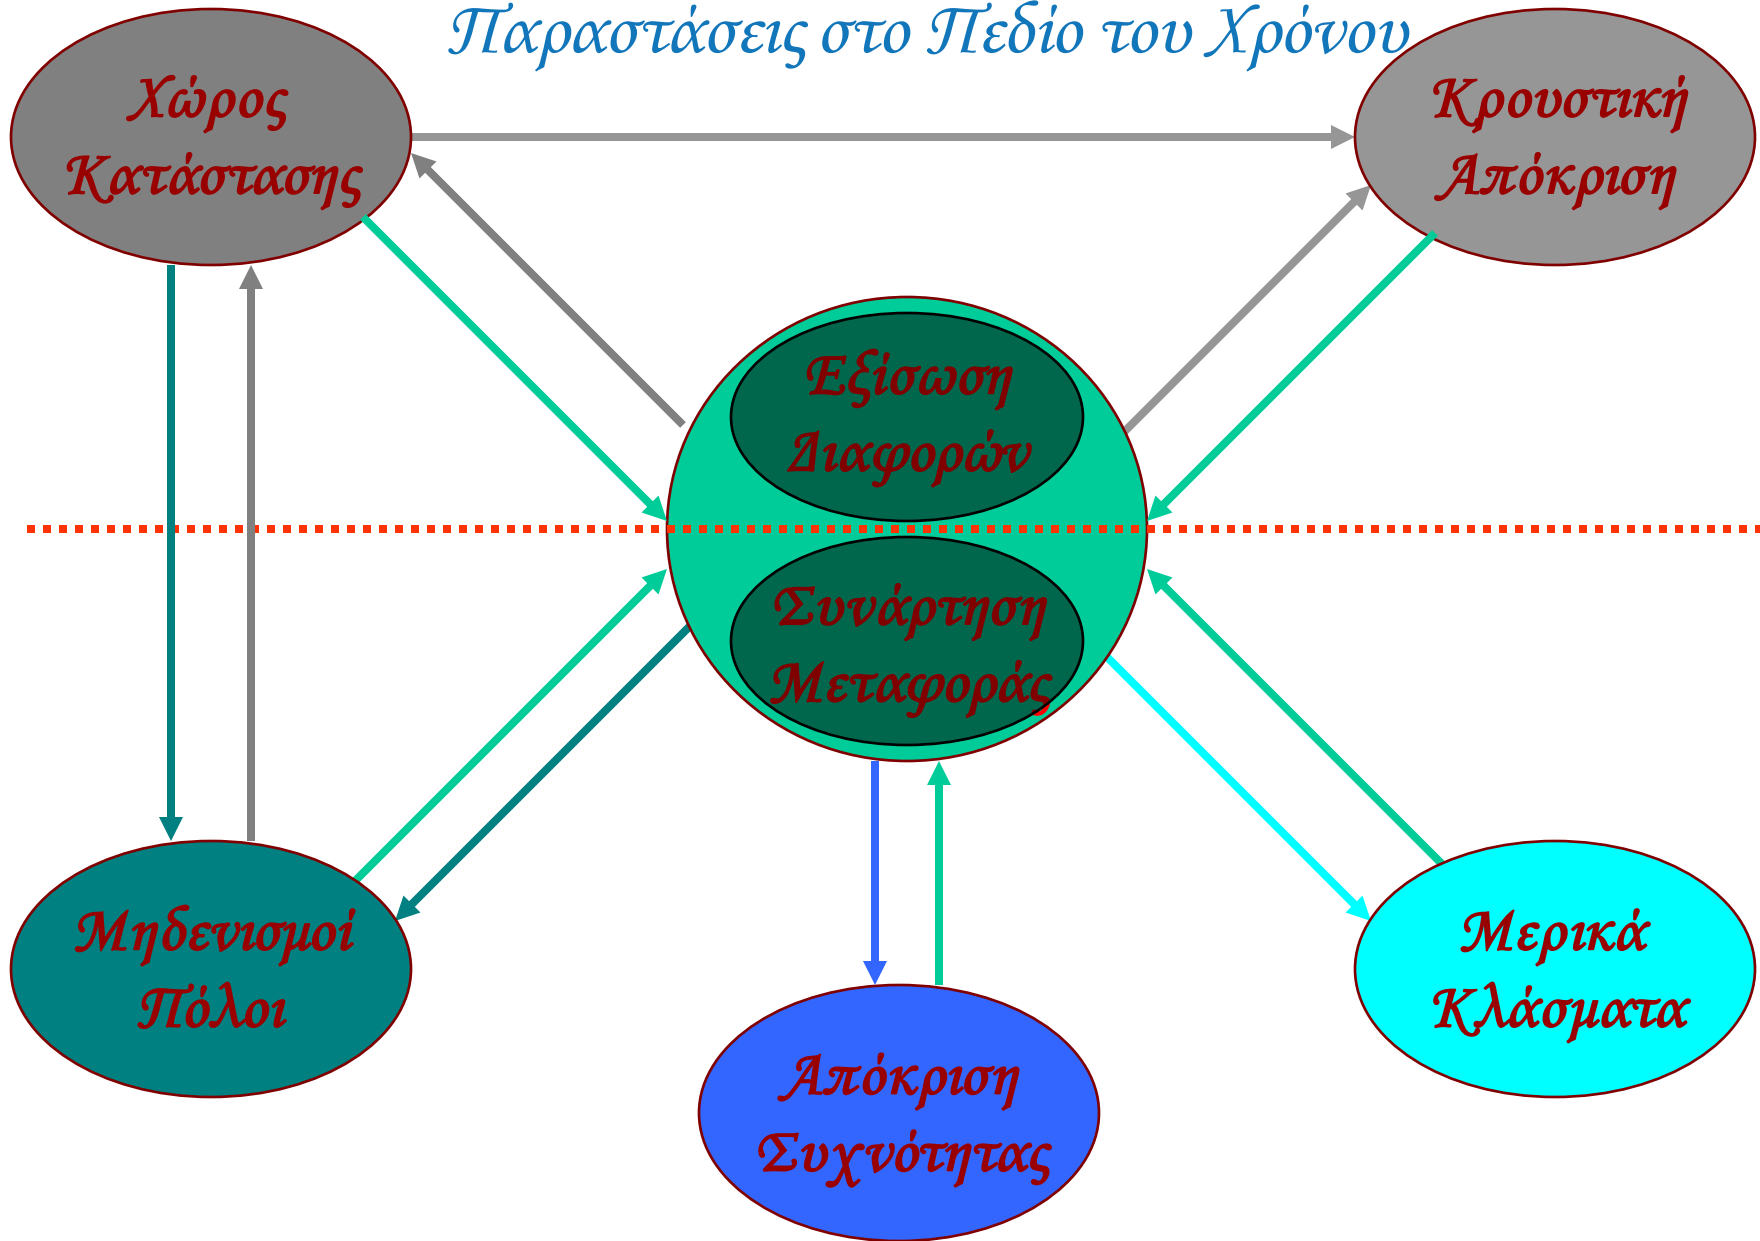 Παραστάσεις στο Πεδίο του Χρόνου
Χώρος
Κατάστασης
Κρουστική
Απόκριση
Εξίσωση
Διαφορών
Συνάρτηση
Μεταφοράς
Μηδενισμοί
Πόλοι
Μερικά
Κλάσματα
Απόκριση
Συχνότητας